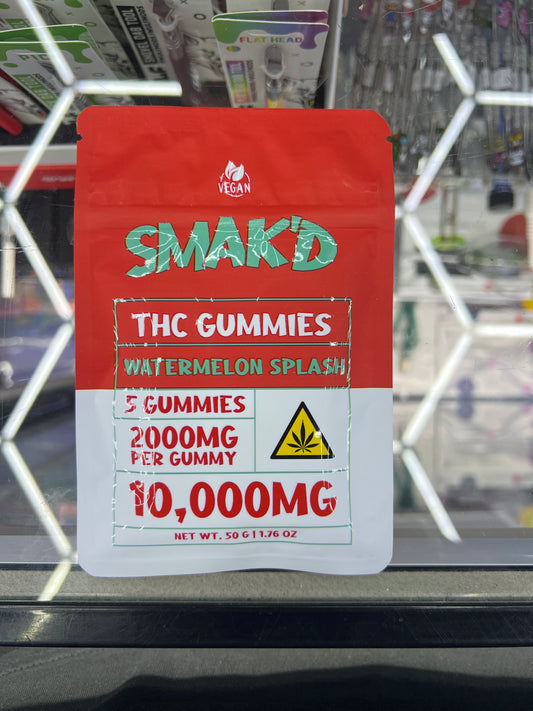 FLAT HEAD
VEGAN
SMAK'D
THC GUMMIES
WATERMELON SPLASH
5 GUMMIES
2000MG
PER GUMMY
10,000MG
NET WT. 50 G | 1.76 OZ